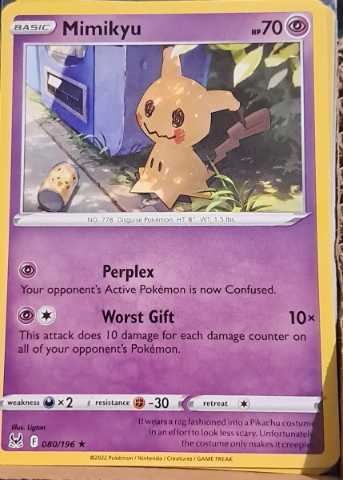 BASIC Mimikyu HP 70
NO. 778 Disguise Pokémon HT: 8" WT: 1.5 lbs.
Perplex
Your opponent's Active Pokémon is now Confused.
Worst Gift 10×
This attack does 10 damage for each damage counter on
all of your opponent's Pokémon.
weakness ×2 resistance -30 retreat
Illus. Ligton
It wears a rag fashioned into a Pikachu costume
in an effort to look less scary. Unfortunately,
the costume only makes it creepier.
F 080/196 ★
©2022 Pokémon / Nintendo / Creatures / GAME FREAK